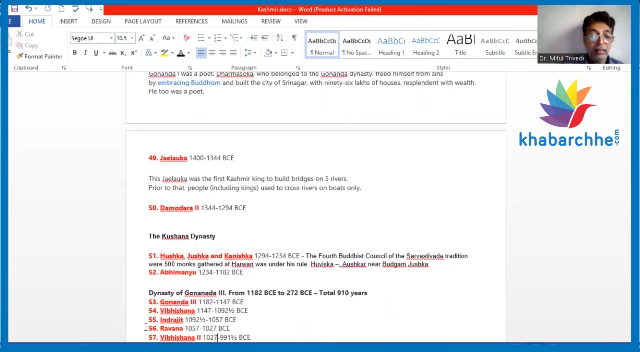 Kashmir.docx - Word (Product Activation Failed)
HOME INSERT DESIGN PAGE LAYOUT REFERENCES MAILINGS REVIEW VIEW
Cut
Copy
Format Painter
Clipboard
Segoe UI 10.5
Font
Paragraph
¶ Normal
¶ No Spac...
Heading 1
Heading 2
Title
Subtitle
Styles
Editing
Dr. Mitul Trivedi
khabarchhe.com
Gonanda I was a poet. Dharmasoka, who belonged to the Gonanda dynasty, freed himself from sins
by embracing Buddhism and built the city of Srinagar, with ninety-six lakhs of houses, resplendent with wealth.
He too was a poet.
49. Jaelauka 1400-1344 BCE
This Jaelauka was the first Kashmir king to build bridges on 5 rivers.
Prior to that, people (including kings) used to cross rivers on boats only.
50. Damodara II 1344-1294 BCE
The Kushana Dynasty
51. Hushka, Jushka and Kanishka 1294-1234 BCE - The Fourth Buddhist Council of the Sarvastivada tradition
were 500 monks gathered at Harwan was under his rule. Huviska –, Aushkar near Budgam Jushka
52. Abhimanyu 1234-1182 BCE
Dynasty of Gonanda III. From 1182 BCE to 272 BCE – Total 910 years
53. Gonanda III 1182-1147 BCE
54. Vibhishana 1147-1092½ BCE
55. Indrajit 1092½-1057 BCE
56. Ravana 1057-1027 BCE
57. Vibhishana II 1027-991½ BCE